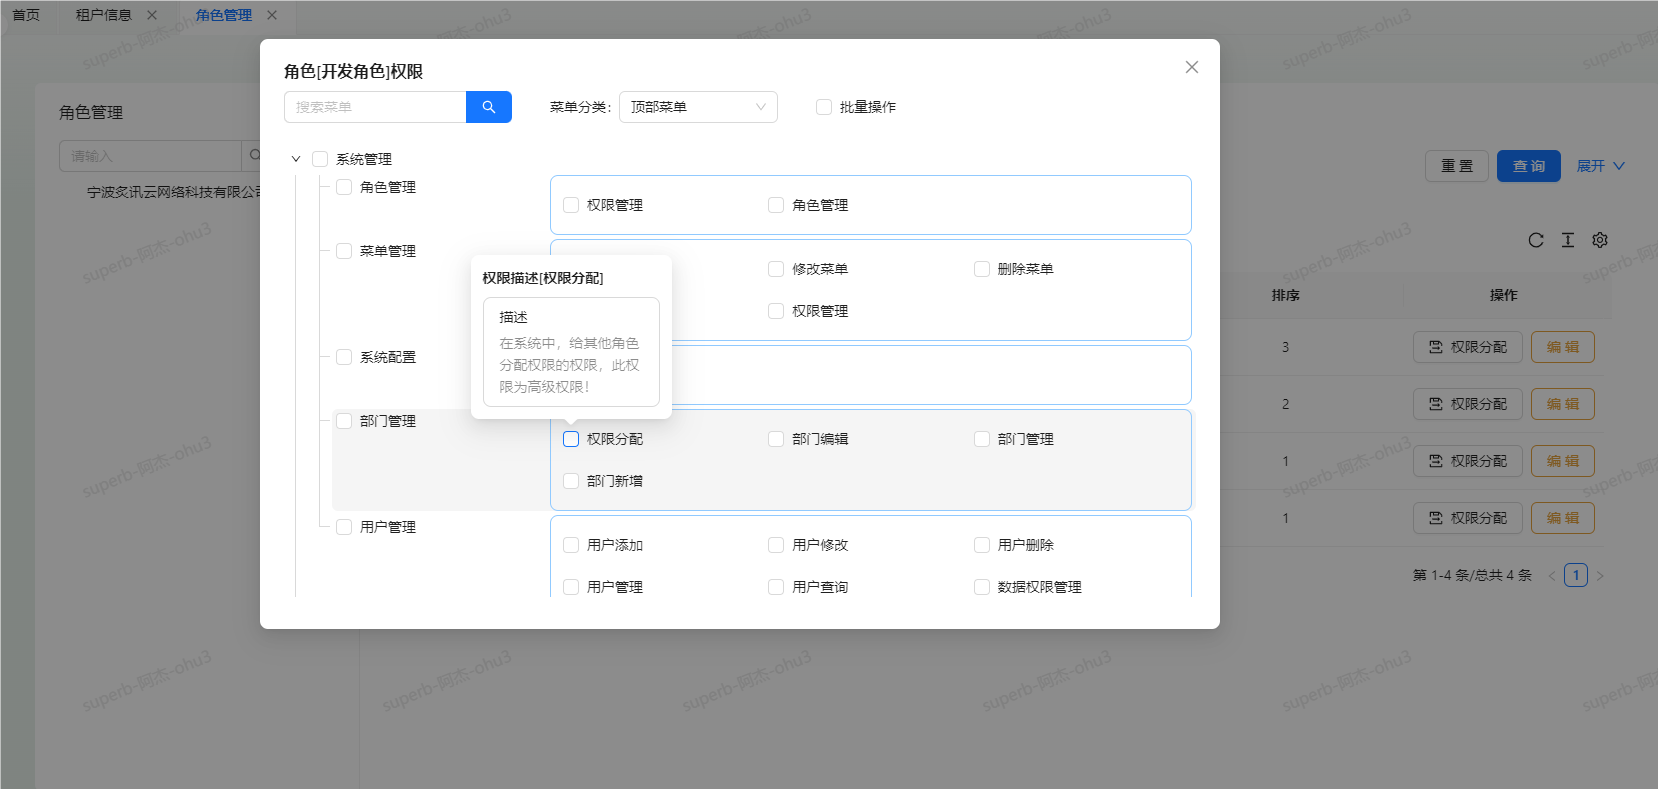 首页
租户信息
角色管理
角色[开发角色]权限
搜索菜单
菜单分类：
顶部菜单
批量操作
角色管理
请输入
宁波炙讯云网络科技有限公司
系统管理
角色管理
权限管理
角色管理
菜单管理
修改菜单
删除菜单
权限管理
权限描述[权限分配]
描述
在系统中，给其他角色
分配权限的权限，此权
限为高级权限！
系统配置
部门管理
权限分配
部门编辑
部门管理
部门新增
用户管理
用户添加
用户修改
用户删除
用户管理
用户查询
数据权限管理
重 置
查 询
展开
排序
操作
3
权限分配
编 辑
2
权限分配
编 辑
1
权限分配
编 辑
1
权限分配
编 辑
第 1-4 条/总共 4 条
1
superb-阿杰-ohu3